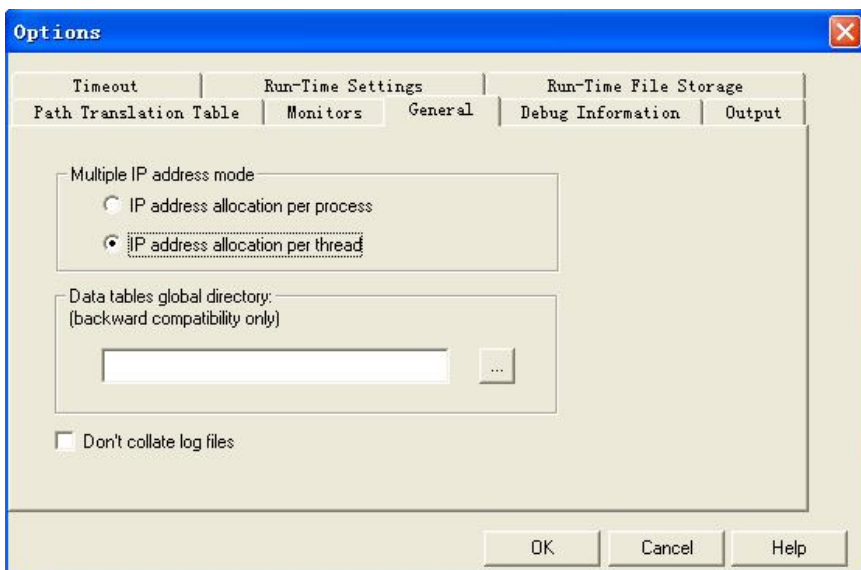 Options
Timeout
Run-Time Settings
Run-Time File Storage
Path Translation Table
Monitors
General
Debug Information
Output
Multiple IP address mode
IP address allocation per process
IP address allocation per thread
Data tables global directory:
(backward compatibility only)
...
Don't collate log files
OK
Cancel
Help